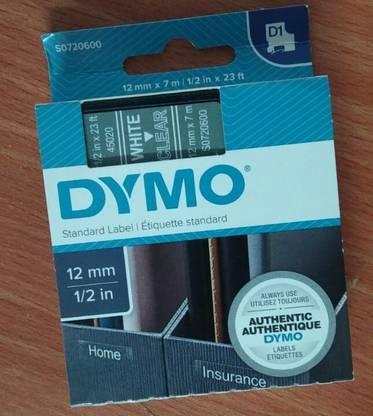 S0720600
D1
12 mm x 7 m | 1/2 in x 23 ft
1/2 in x 23 ft
45020
WHITE
CLEAR
12 mm x 7 m
S0720600
DYMO®
Standard Label | Étiquette standard
12 mm
1/2 in
ALWAYS USE
UTILISEZ TOUJOURS
AUTHENTIC
AUTHENTIQUE
DYMO
LABELS
ÉTIQUETTES
Home
Insurance